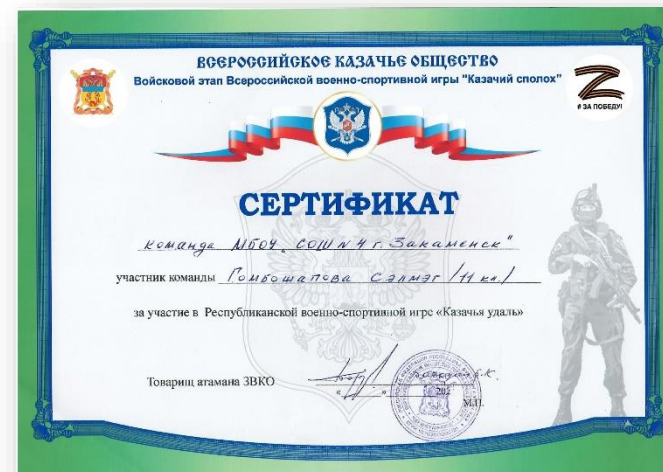 ВСЕРОССИЙСКОЕ КАЗАЧЬЕ ОБЩЕСТВО
Войсковой этап Всероссийской военно-спортивной игры "Казачий сполох"
# ЗА ПОБЕДУ!
СЕРТИФИКАТ
команда МБОУ „СОШ N 4 г. Закаменск"
участник команды Гомбошапова Сэлмэг /11 кл./
за участие в Республиканской военно-спортивной игре «Казачья удаль»
Товарищ атамана ЗВКО
202
М.П.